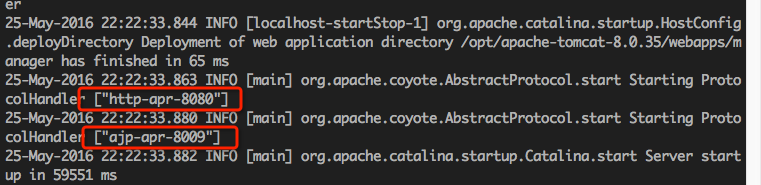 er
25-May-2016 22:22:33.844 INFO [localhost-startStop-1] org.apache.catalina.startup.HostConfig
.deployDirectory Deployment of web application directory /opt/apache-tomcat-8.0.35/webapps/m
anager has finished in 65 ms
25-May-2016 22:22:33.863 INFO [main] org.apache.coyote.AbstractProtocol.start Starting Proto
colHandler ["http-apr-8080"]
25-May-2016 22:22:33.880 INFO [main] org.apache.coyote.AbstractProtocol.start Starting Proto
colHandler ["ajp-apr-8009"]
25-May-2016 22:22:33.882 INFO [main] org.apache.catalina.startup.Catalina.start Server start
up in 59551 ms